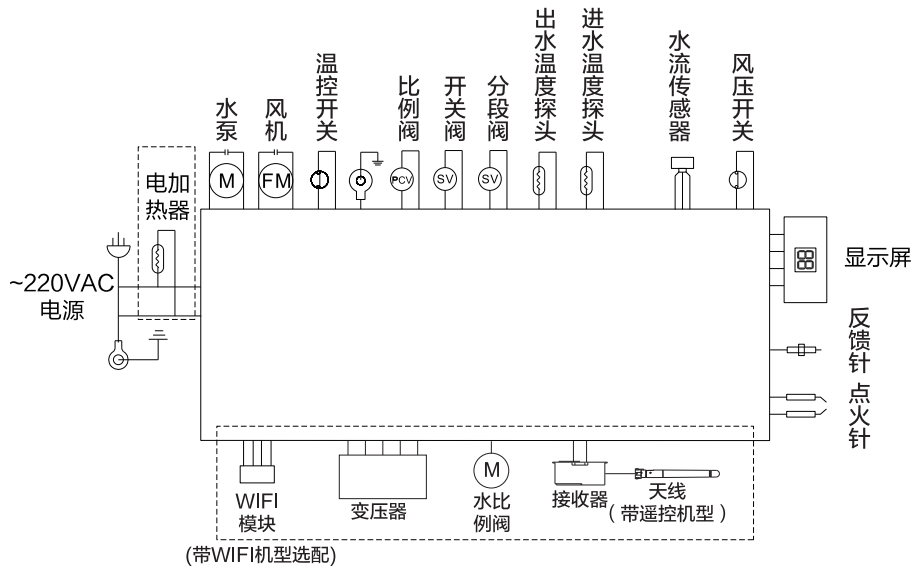 水泵
风机
温控开关
比例阀
开关阀
分段阀
出水温度探头
进水温度探头
水流传感器
风压开关
M
FM
PCV
SV
SV
电加
热器
~220VAC
电源
显示屏
反馈针
点火针
WIFI
模块
变压器
M
水比
例阀
接收器
天线
(带遥控机型)
(带WIFI机型选配)